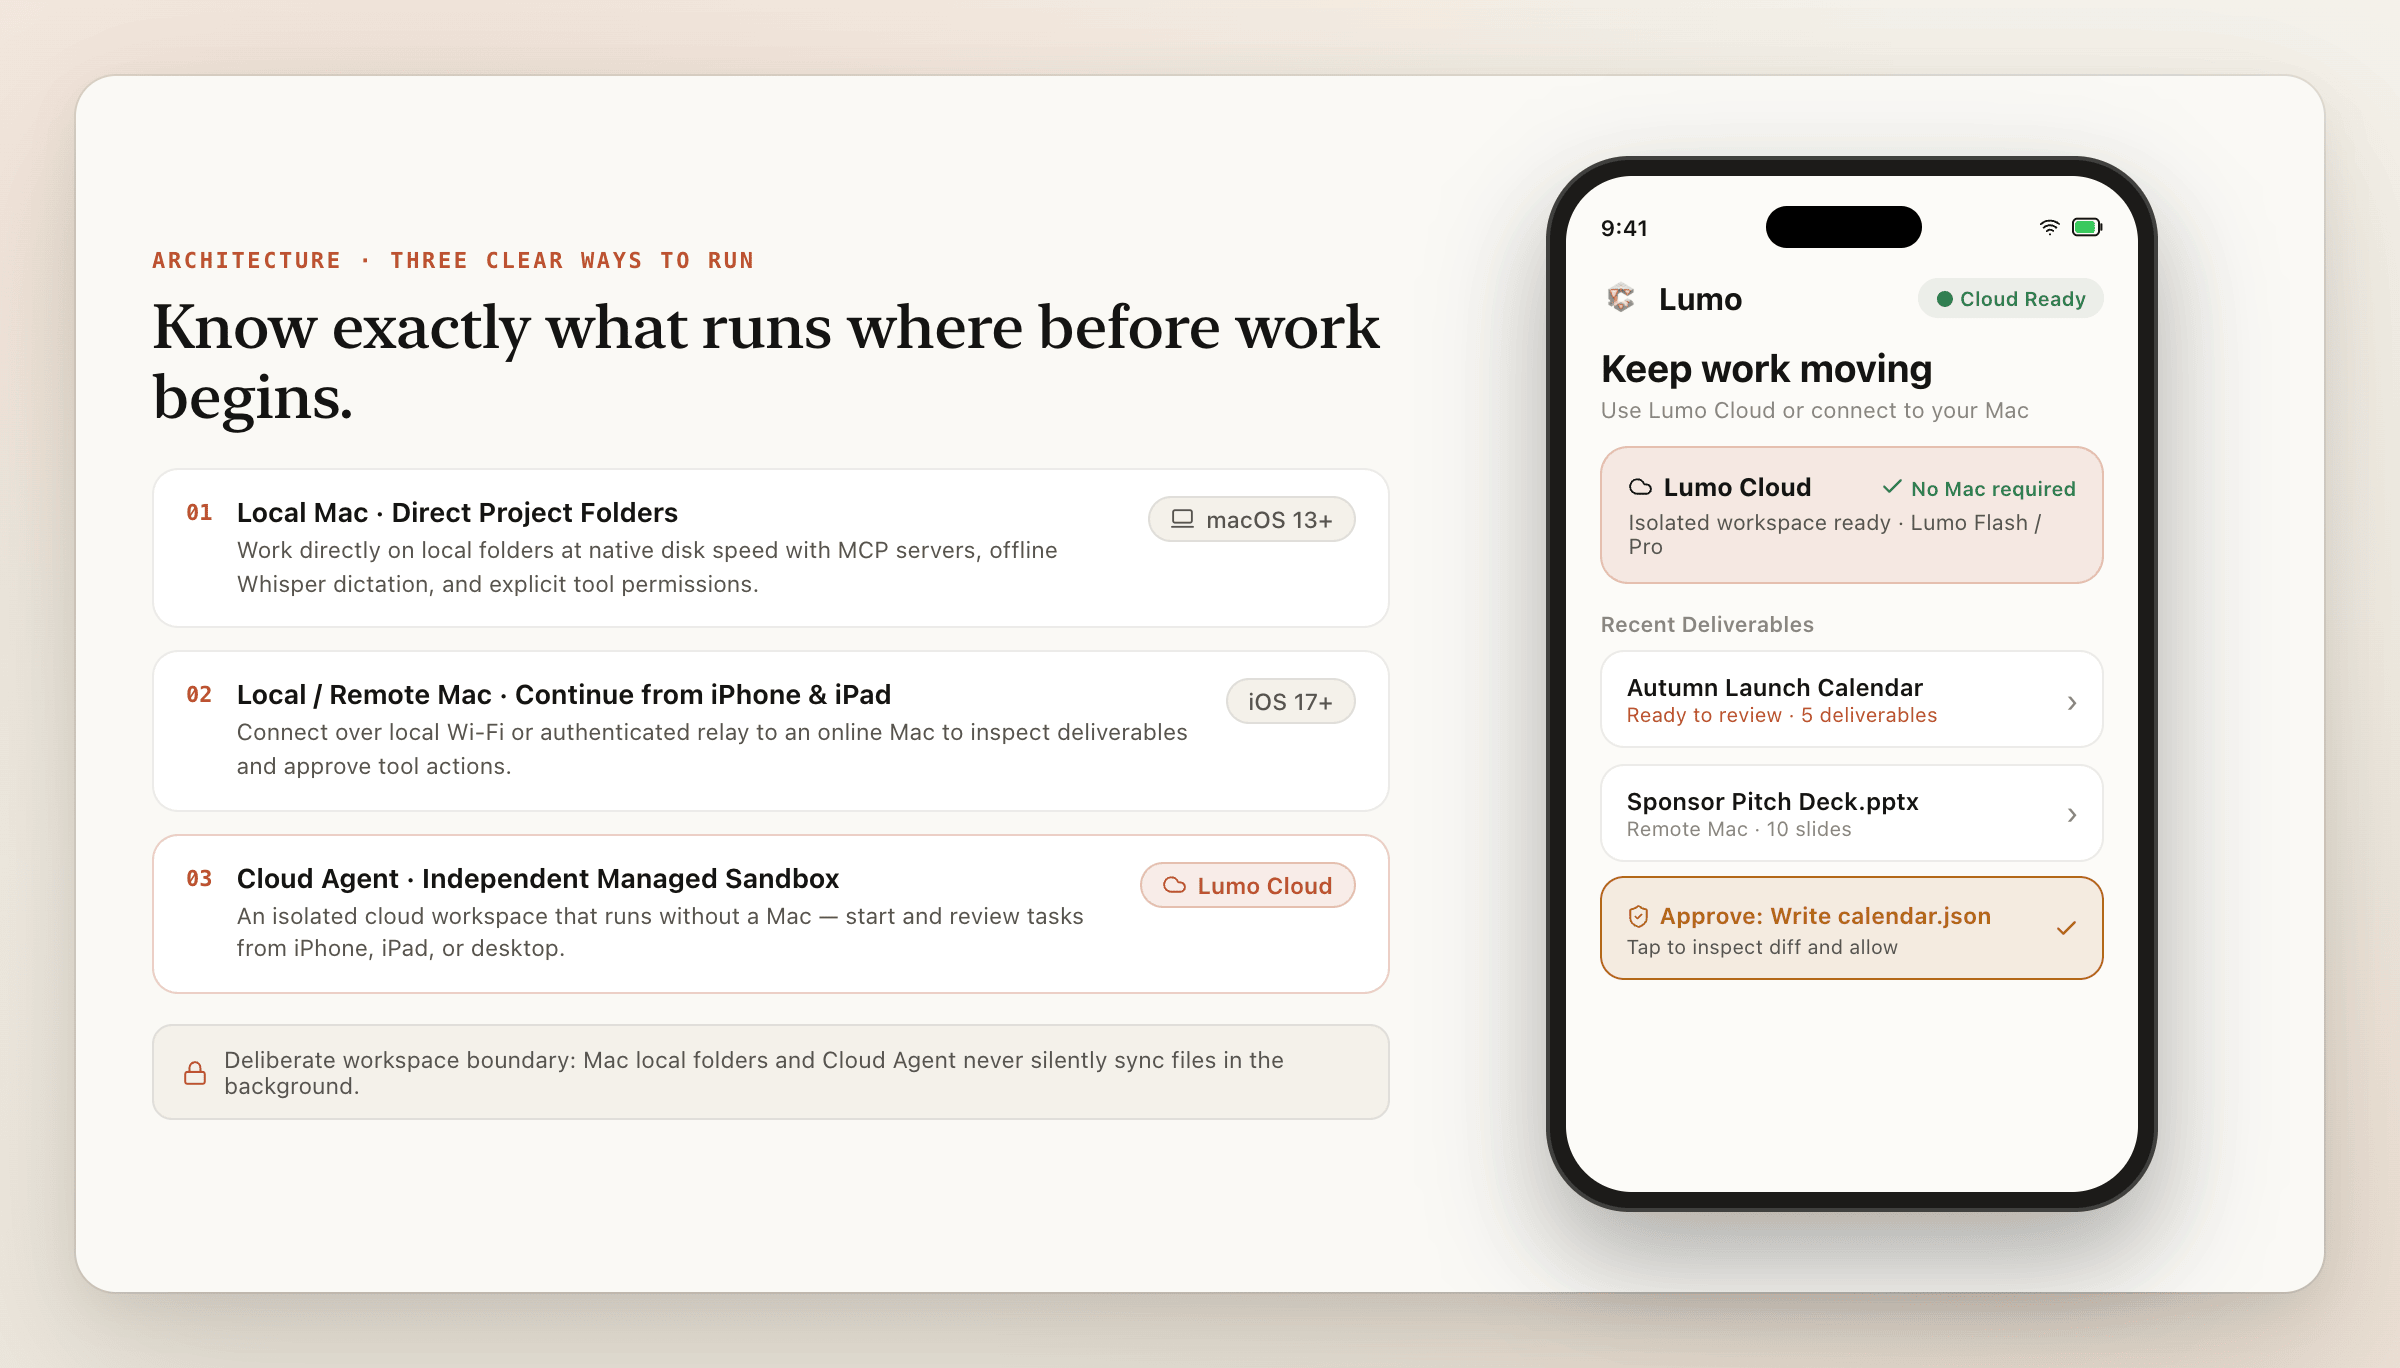 ARCHITECTURE · THREE CLEAR WAYS TO RUN
Know exactly what runs where before work
begins.
01 Local Mac · Direct Project Folders
macOS 13+
Work directly on local folders at native disk speed with MCP servers, offline
Whisper dictation, and explicit tool permissions.
02 Local / Remote Mac · Continue from iPhone & iPad
iOS 17+
Connect over local Wi-Fi or authenticated relay to an online Mac to inspect deliverables
and approve tool actions.
03 Cloud Agent · Independent Managed Sandbox
Lumo Cloud
An isolated cloud workspace that runs without a Mac — start and review tasks
from iPhone, iPad, or desktop.
Deliberate workspace boundary: Mac local folders and Cloud Agent never silently sync files in the
background.
9:41
Lumo
Cloud Ready
Keep work moving
Use Lumo Cloud or connect to your Mac
Lumo Cloud
No Mac required
Isolated workspace ready · Lumo Flash /
Pro
Recent Deliverables
Autumn Launch Calendar
Ready to review · 5 deliverables
Sponsor Pitch Deck.pptx
Remote Mac · 10 slides
Approve: Write calendar.json
Tap to inspect diff and allow